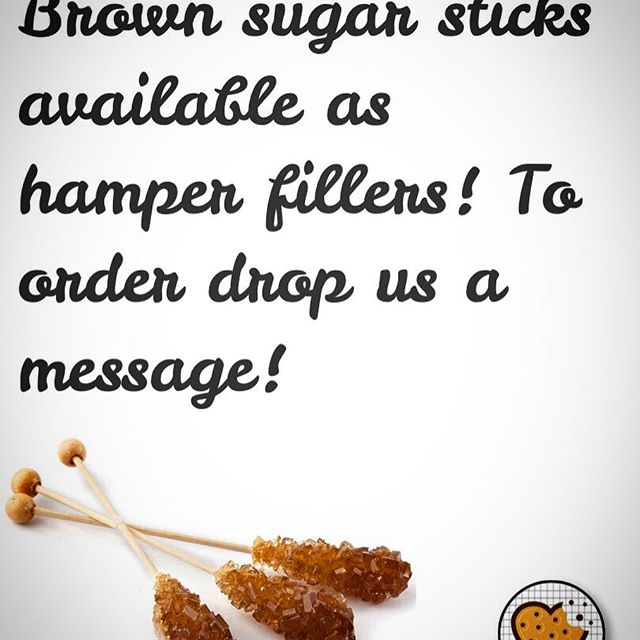 Brown sugar sticks
available as
hamper fillers! To
order drop us a
message!